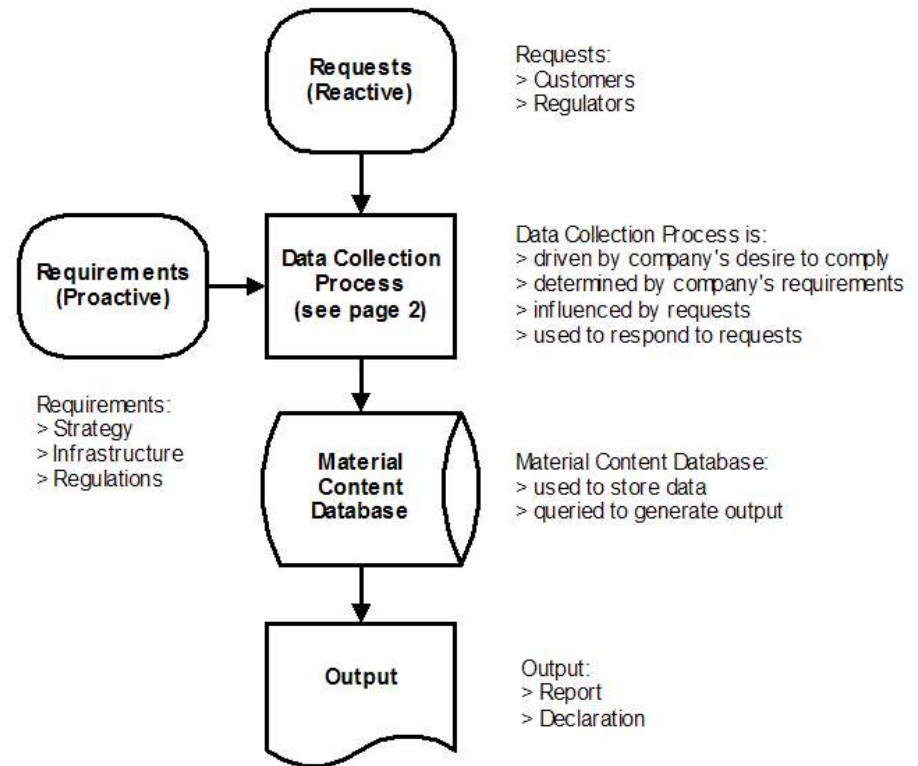 Requests
(Reactive)
Requests:
> Customers
> Regulators
Requirements
(Proactive)
Data Collection
Process
(see page 2)
Data Collection Process is:
> driven by company's desire to comply
> determined by company's requirements
> influenced by requests
> used to respond to requests
Requirements:
> Strategy
> Infrastructure
> Regulations
Material
Content
Database
Material Content Database:
> used to store data
> queried to generate output
Output
Output:
> Report
> Declaration